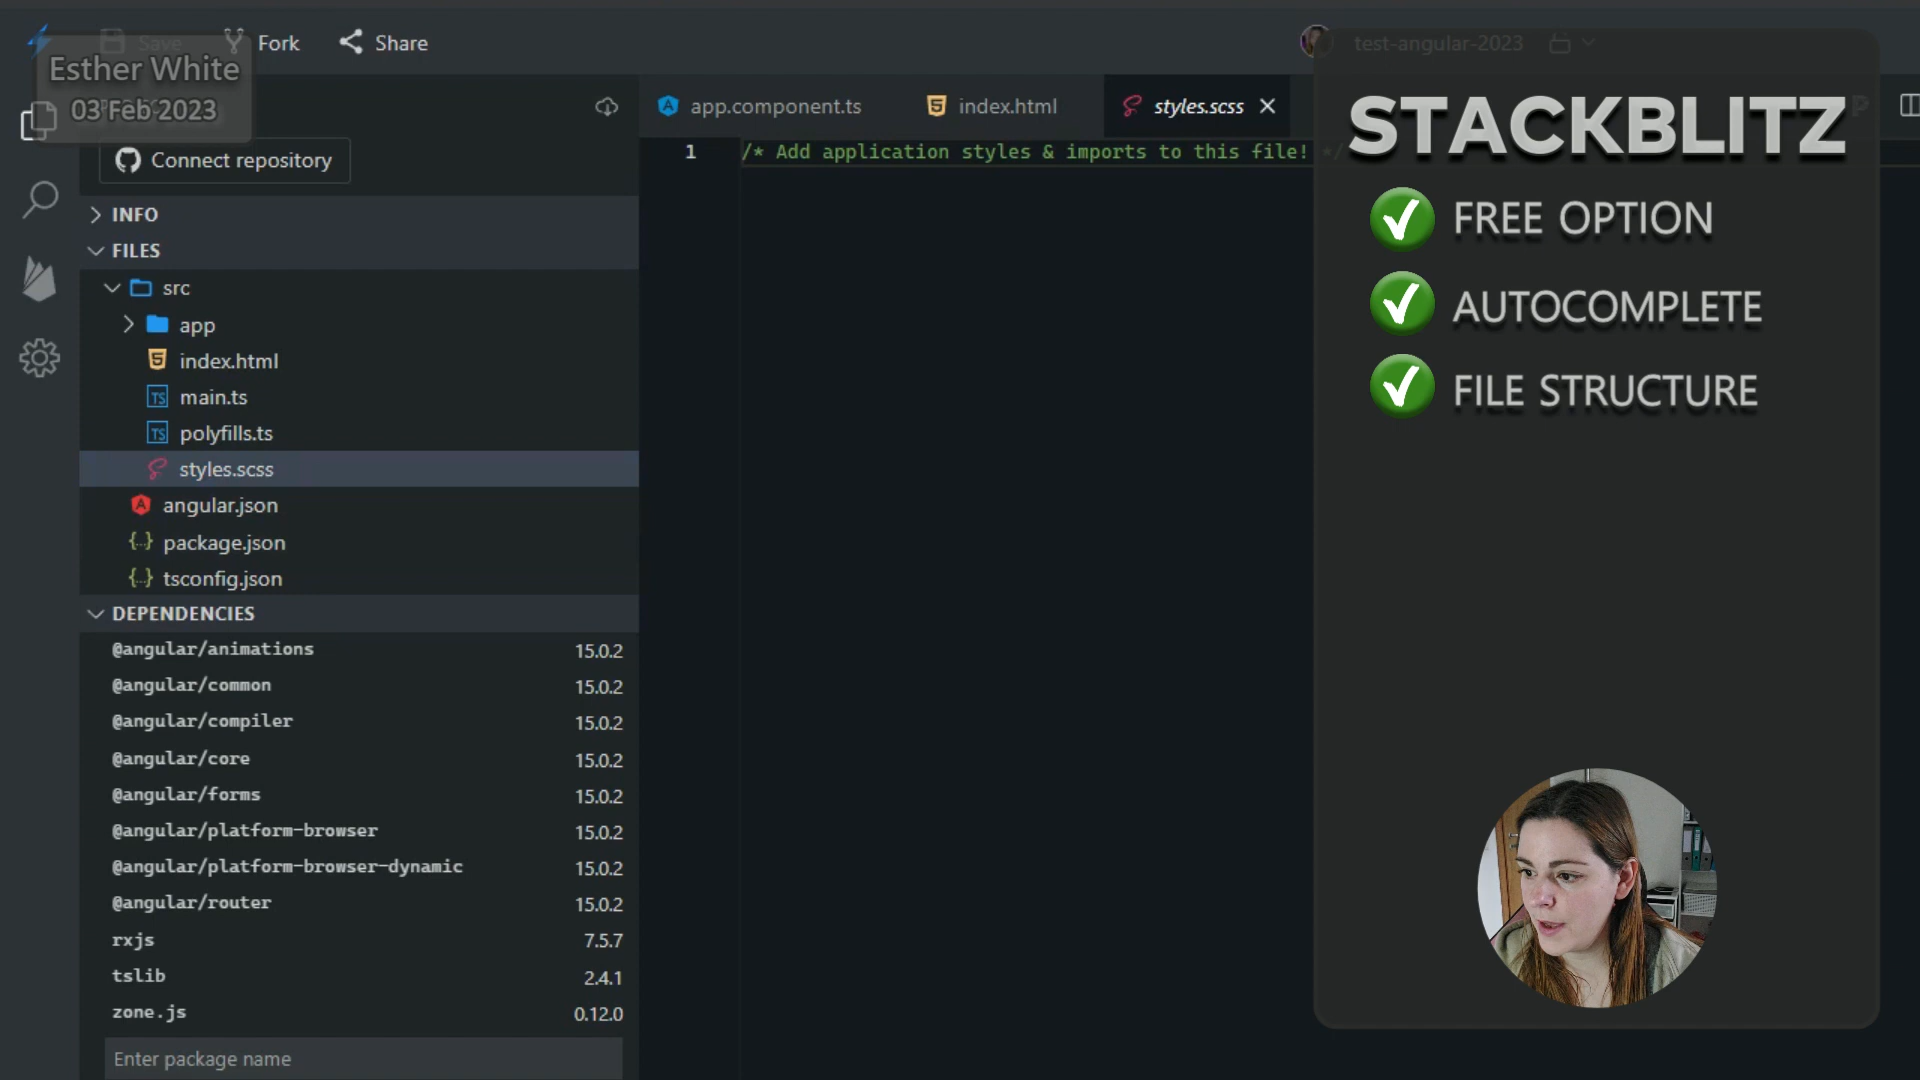 Save
Fork
Share
test-angular-2023
Esther White
03 Feb 2023
Connect repository
INFO
FILES
src
app
index.html
main.ts
polyfills.ts
styles.scss
angular.json
package.json
tsconfig.json
DEPENDENCIES
@angular/animations 15.0.2
@angular/common 15.0.2
@angular/compiler 15.0.2
@angular/core 15.0.2
@angular/forms 15.0.2
@angular/platform-browser 15.0.2
@angular/platform-browser-dynamic 15.0.2
@angular/router 15.0.2
rxjs 7.5.7
tslib 2.4.1
zone.js 0.12.0
Enter package name
app.component.ts
index.html
styles.scss
1 /* Add application styles & imports to this file! */
STACKBLITZ
FREE OPTION
AUTOCOMPLETE
FILE STRUCTURE